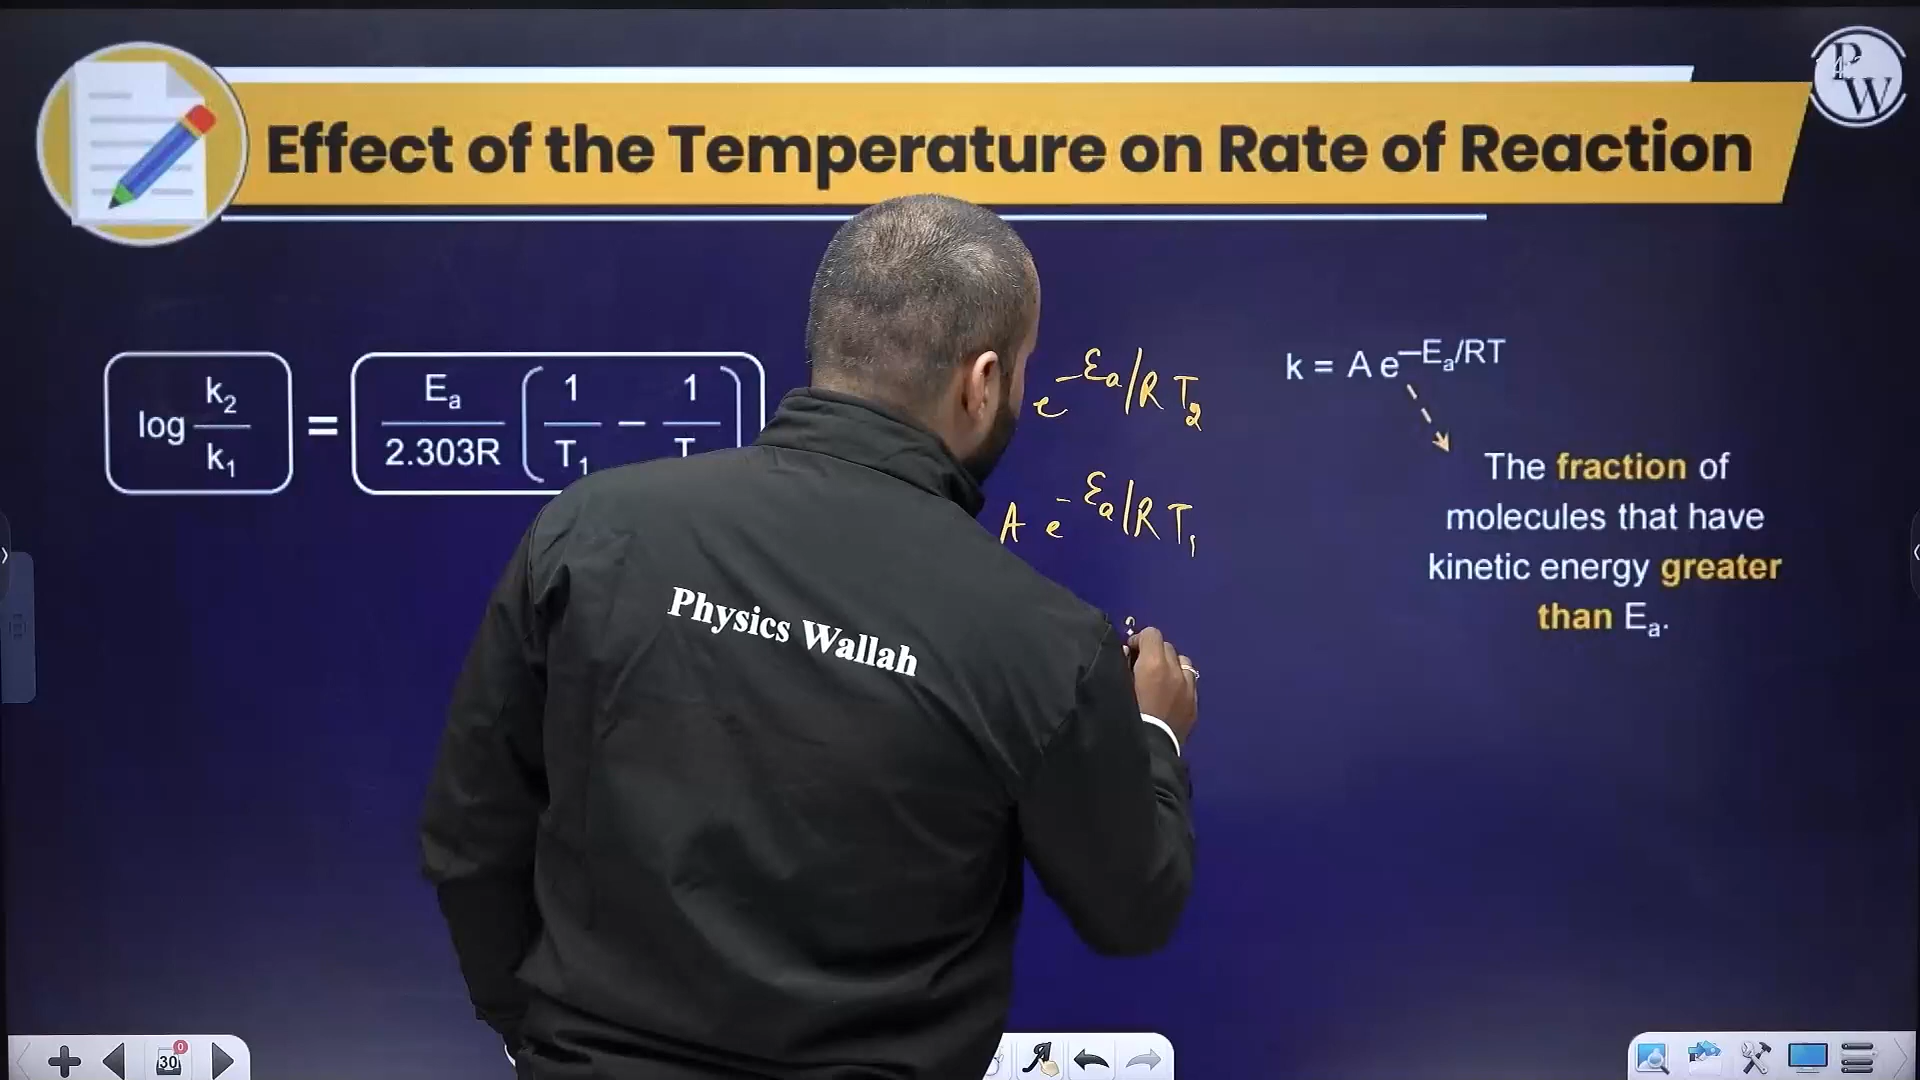 PW
Effect of the Temperature on Rate of Reaction
log k₂/k₁ = Eₐ/2.303R (1/T₁ − 1/T
e^-Ea/RT₂
A e^-Ea/RT₁
k = A e^–Eₐ/RT
The fraction of
molecules that have
kinetic energy greater
than Eₐ.
Physics Wallah
30
0